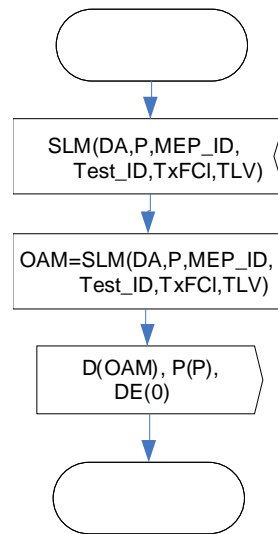 SLM(DA,P,MEP_ID,
Test_ID,TxFCl,TLV)
OAM=SLM(DA,P,MEP_ID,
Test_ID,TxFCl,TLV)
D(OAM), P(P),
DE(0)